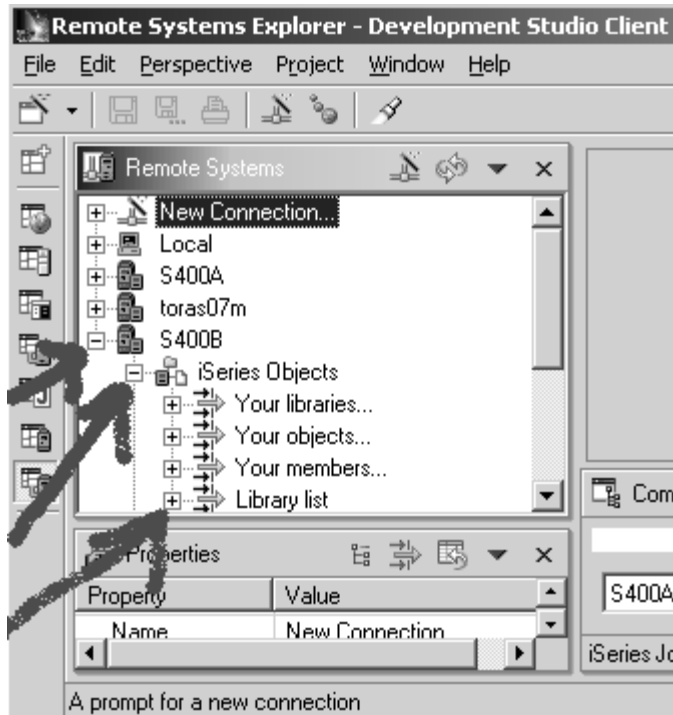 Remote Systems Explorer - Development Studio Client
File Edit Perspective Project Window Help
Remote Systems
New Connection...
Local
S400A
toras07m
S400B
iSeries Objects
Your libraries...
Your objects...
Your members...
Library list
Com
Properties
Property Value
S400A
Name New Connection
iSeries Jo
A prompt for a new connection